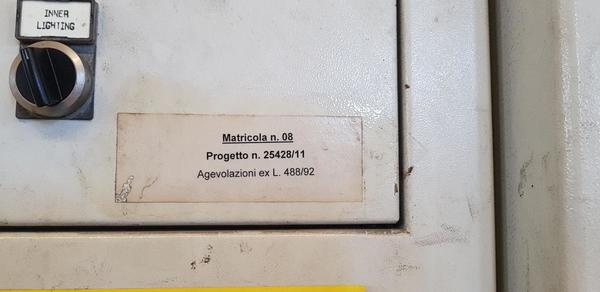 INNER
LIGHTING
Matricola n. 08
Progetto n. 25428/11
Agevolazioni ex L. 488/92